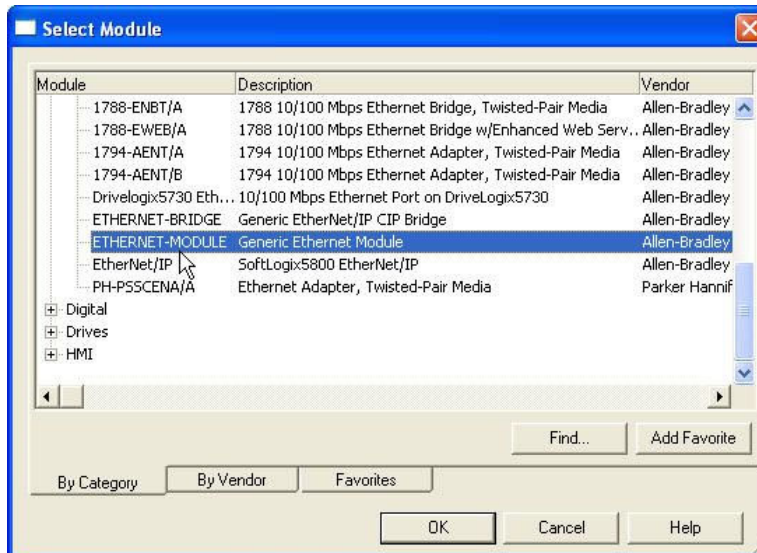 Select Module
Module Description Vendor
1788-ENBT/A 1788 10/100 Mbps Ethernet Bridge, Twisted-Pair Media Allen-Bradley
1788-EWEB/A 1788 10/100 Mbps Ethernet Bridge w/Enhanced Web Serv... Allen-Bradley
1794-AENT/A 1794 10/100 Mbps Ethernet Adapter, Twisted-Pair Media Allen-Bradley
1794-AENT/B 1794 10/100 Mbps Ethernet Adapter, Twisted-Pair Media Allen-Bradley
Drivelogix5730 Eth... 10/100 Mbps Ethernet Port on DriveLogix5730 Allen-Bradley
ETHERNET-BRIDGE Generic EtherNet/IP CIP Bridge Allen-Bradley
ETHERNET-MODULE Generic Ethernet Module Allen-Bradley
EtherNet/IP SoftLogix5800 EtherNet/IP Allen-Bradley
PH-PSSCENA/A Ethernet Adapter, Twisted-Pair Media Parker Hannif
Digital
Drives
HMI
Find... Add Favorite
By Category By Vendor Favorites
OK Cancel Help